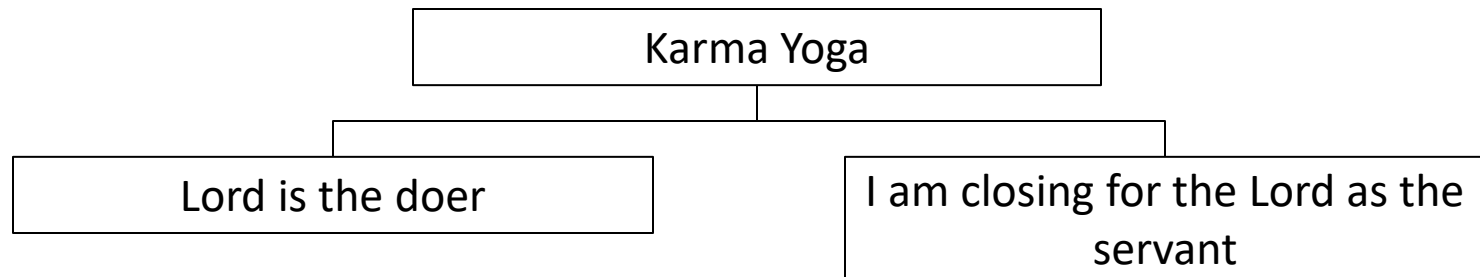 Karma Yoga
Lord is the doer
I am closing for the Lord as the
servant